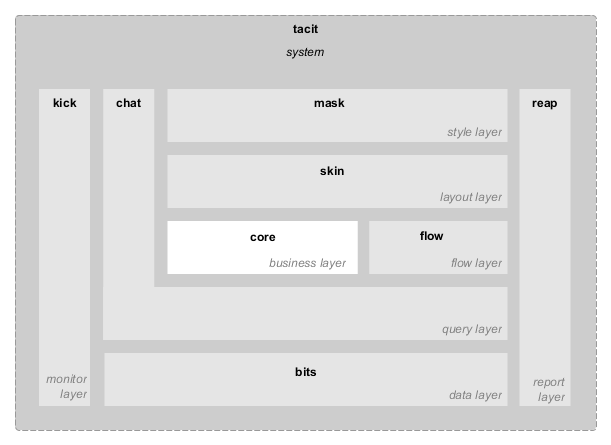 tacit
system
kick
chat
mask
reap
style layer
skin
layout layer
core
flow
business layer
flow layer
query layer
bits
monitor
layer
data layer
report
layer